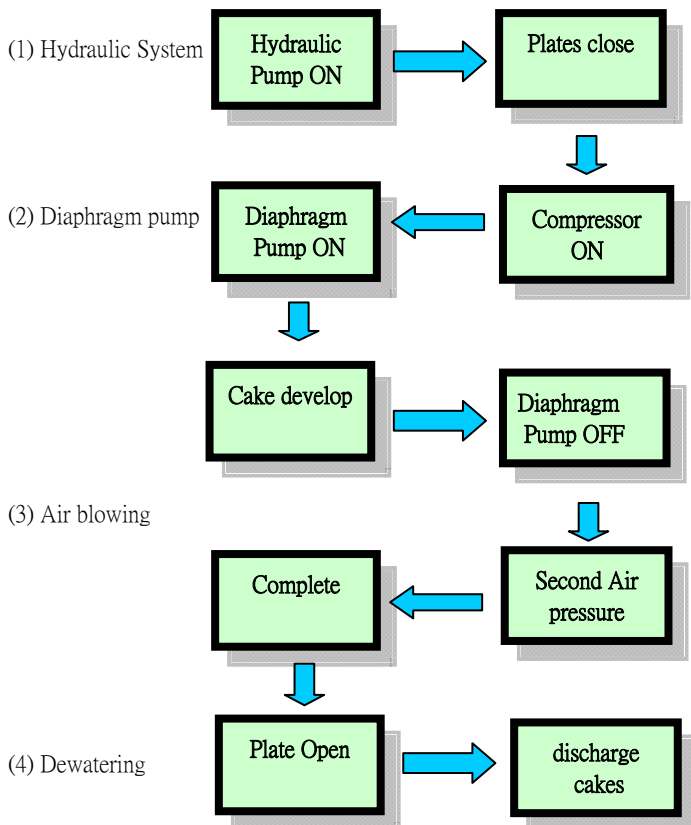 (1) Hydraulic System
Hydraulic
Pump ON
Plates close
(2) Diaphragm pump
Diaphragm
Pump ON
Compressor
ON
Cake develop
Diaphragm
Pump OFF
(3) Air blowing
Complete
Second Air
pressure
(4) Dewatering
Plate Open
discharge
cakes